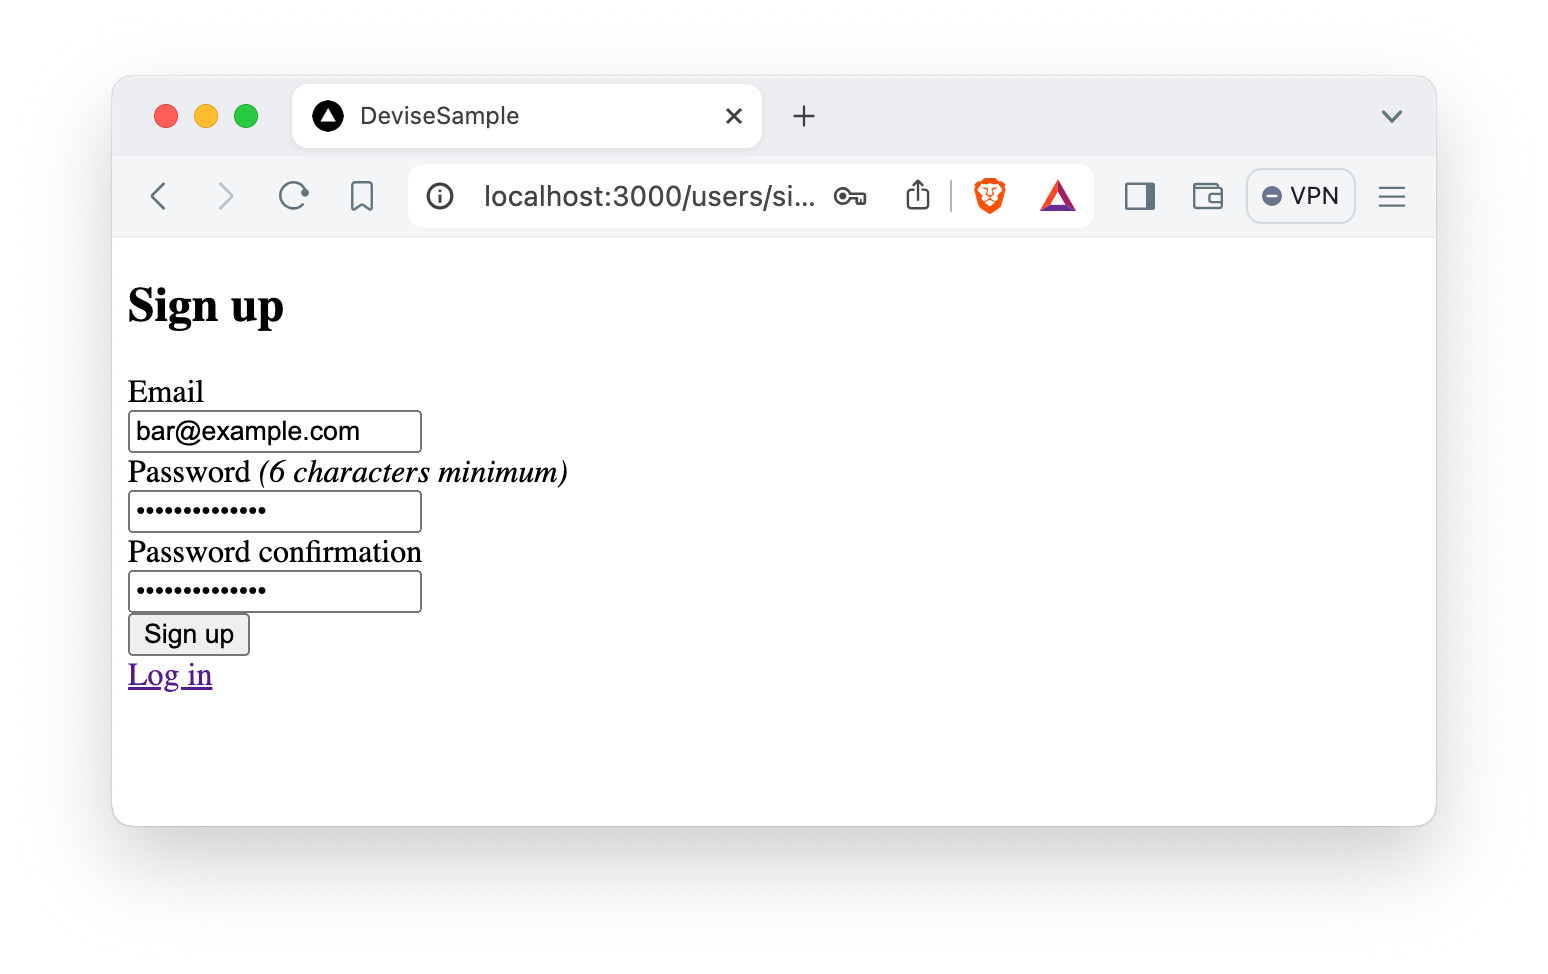 DeviseSample
localhost:3000/users/si...
VPN
Sign up
Email
bar@example.com
Password (6 characters minimum)
••••••••••••••
Password confirmation
••••••••••••••
Sign up
Log in